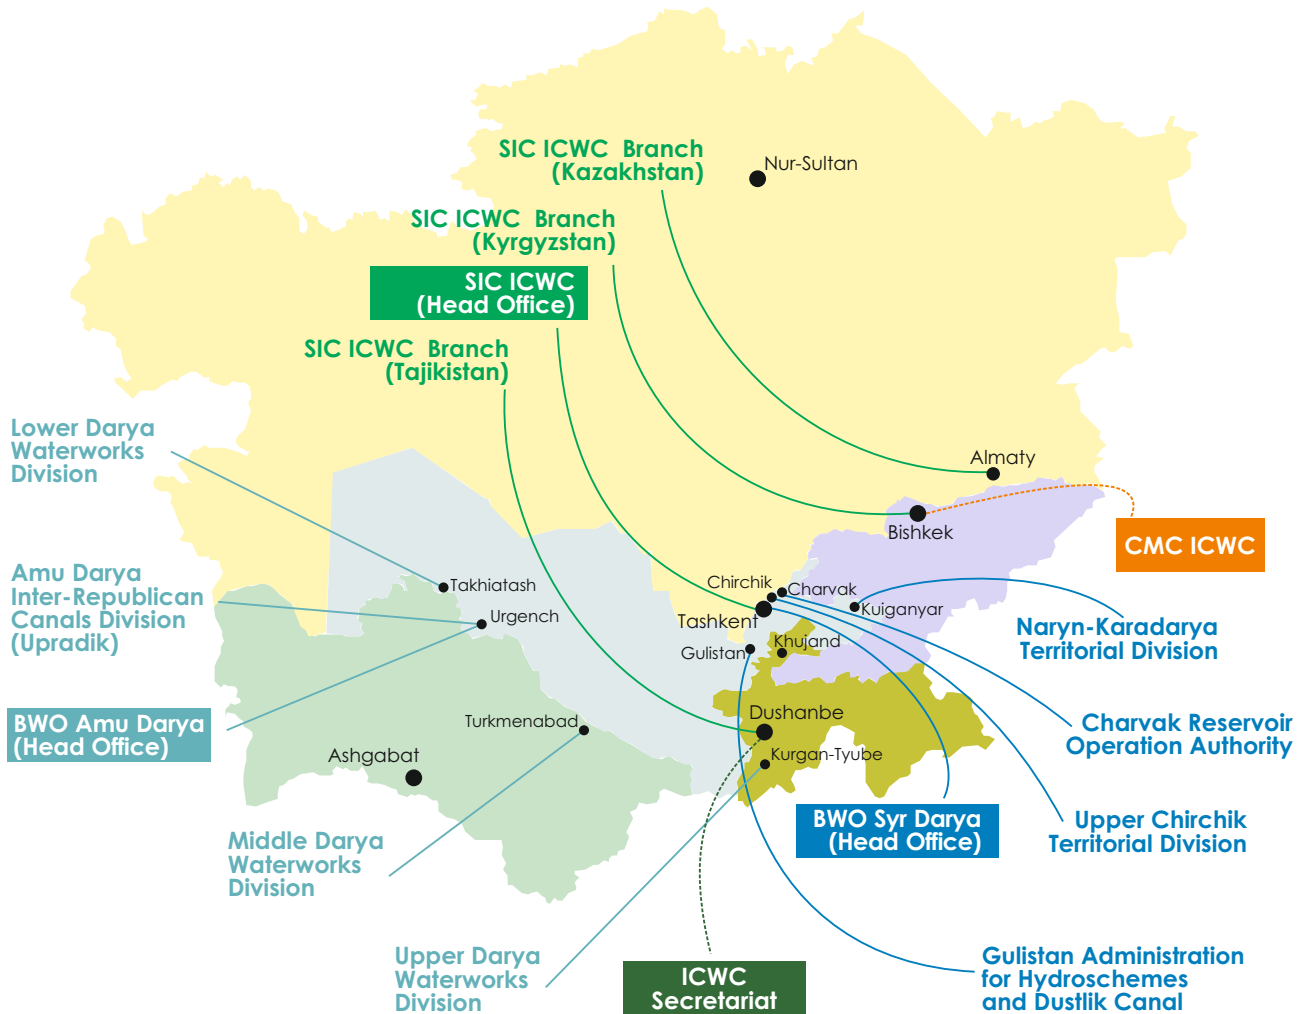 SIC ICWC  Branch
(Kazakhstan)
Nur-Sultan
SIC ICWC  Branch
(Kyrgyzstan)
SIC ICWC
(Head Office)
SIC ICWC  Branch
(Tajikistan)
Lower Darya
Waterworks
Division
Almaty
Bishkek
CMC ICWC
Amu Darya
Inter-Republican
Canals Division
(Upradik)
Takhiatash
Urgench
Chirchik
Charvak
Kuiganyar
Tashkent
Khujand
Gulistan
Naryn-Karadarya
Territorial Division
BWO Amu Darya
(Head Office)
Turkmenabad
Dushanbe
Ashgabat
Kurgan-Tyube
Charvak Reservoir
Operation Authority
BWO Syr Darya
(Head Office)
Upper Chirchik
Territorial Division
Middle Darya
Waterworks
Division
Upper Darya
Waterworks
Division
ICWC
Secretariat
Gulistan Administration
for Hydroschemes
and Dustlik Canal